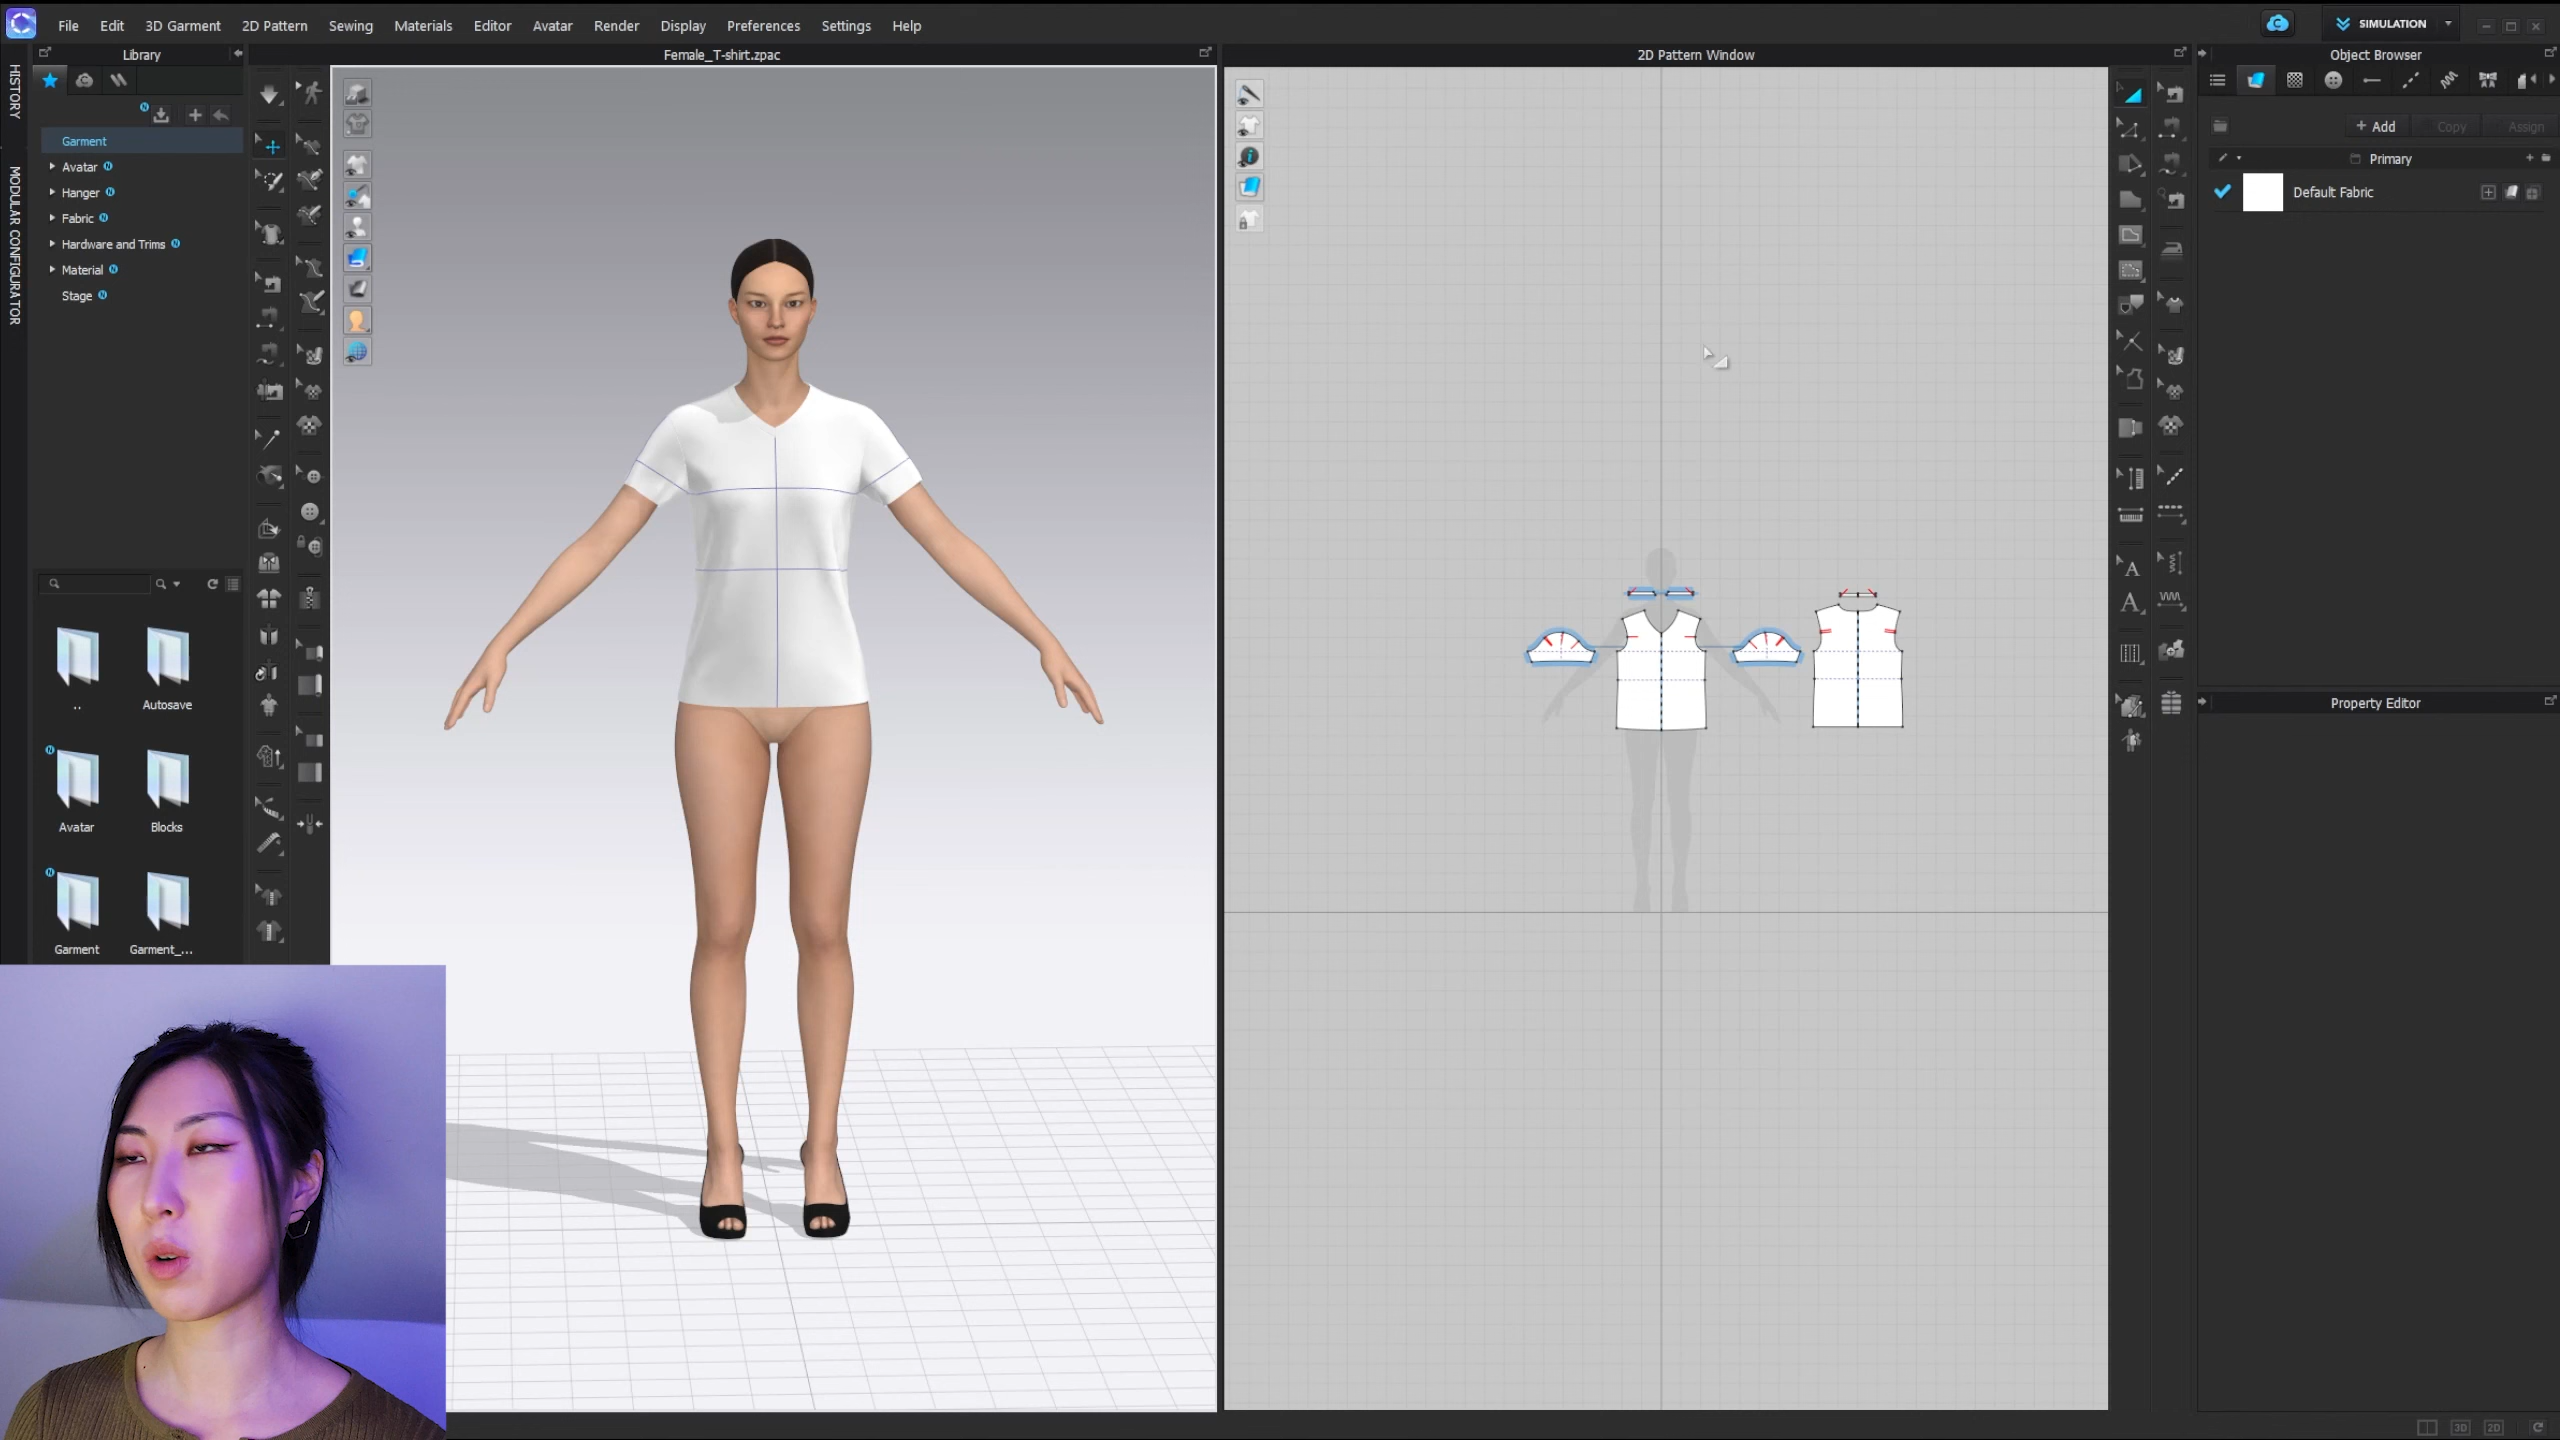 File Edit 3D Garment 2D Pattern Sewing Materials Editor Avatar Render Display Preferences Settings Help
SIMULATION
Library
Female_T-shirt.zpac
2D Pattern Window
Object Browser
HISTORY
MODULAR CONFIGURATOR
Garment
Avatar
Hanger
Fabric
Hardware and Trims
Material
Stage
+ Add
Copy
Assign
Primary
Default Fabric
Property Editor
..
Autosave
Avatar
Blocks
Garment
Garment_...
3D
2D